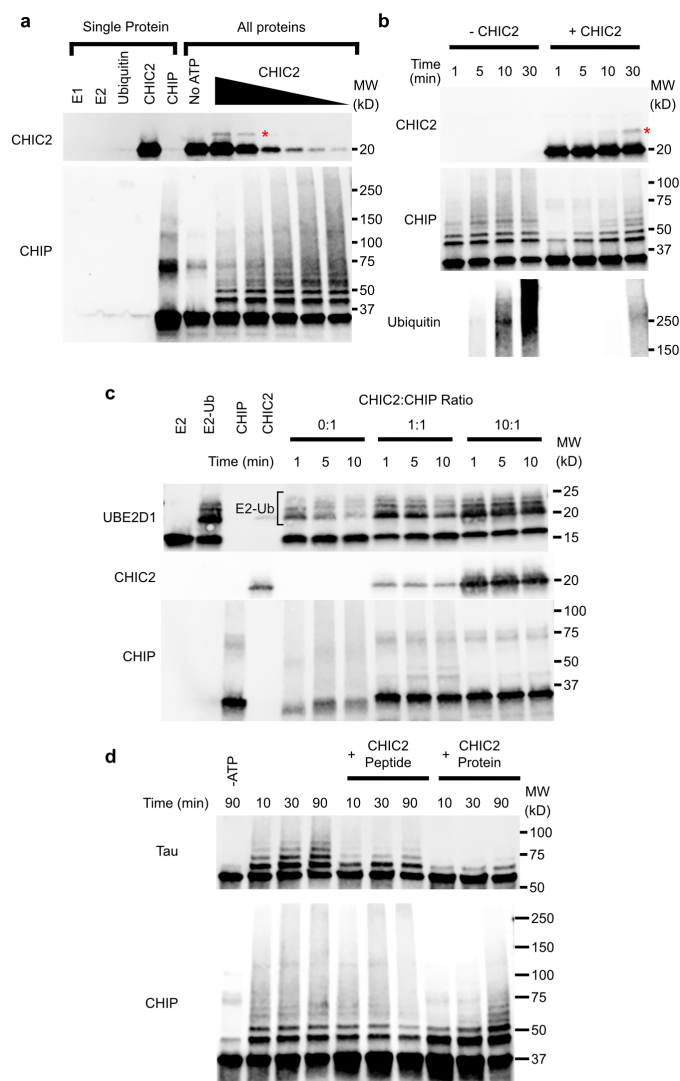 a
Single Protein All proteins
E1 E2 Ubiquitin CHIC2 CHIP No ATP CHIC2 MW (kD)
CHIC2 * 20
CHIP
250
150
100
75
50
37
b
- CHIC2 + CHIC2
Time (min) 1 5 10 30 1 5 10 30 MW (kD)
CHIC2 * 20
CHIP
100
75
50
37
Ubiquitin
250
150
c
E2 E2-Ub CHIP CHIC2
CHIC2:CHIP Ratio
0:1 1:1 10:1
Time (min) 1 5 10 1 5 10 1 5 10 MW (kD)
UBE2D1 E2-Ub
25
20
15
CHIC2 20
CHIP
100
75
50
37
d
-ATP + CHIC2 Peptide + CHIC2 Protein
Time (min) 90 10 30 90 10 30 90 10 30 90 MW (kD)
Tau
100
75
50
CHIP
250
150
100
75
50
37